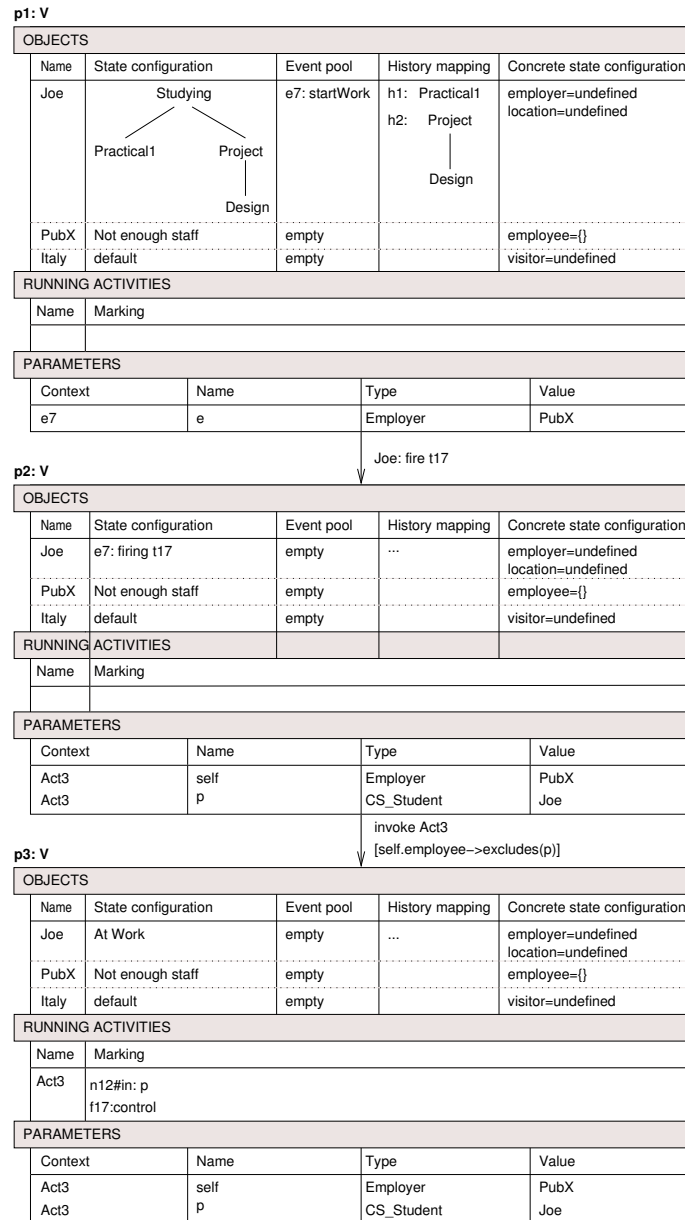 p1: V
OBJECTS
Name State configuration Event pool History mapping Concrete state configuration
Joe Studying e7: startWork h1: Practical1 employer=undefined
location=undefined
h2: Project
Practical1 Project
Design
Design
PubX Not enough staff empty employee={}
Italy default empty visitor=undefined
RUNNING ACTIVITIES
Name Marking
PARAMETERS
Context Name Type Value
e7 e Employer PubX
Joe: fire t17
p2: V
OBJECTS
Name State configuration Event pool History mapping Concrete state configuration
Joe e7: firing t17 empty ... employer=undefined
location=undefined
PubX Not enough staff empty employee={}
Italy default empty visitor=undefined
RUNNING ACTIVITIES
Name Marking
PARAMETERS
Context Name Type Value
Act3 self Employer PubX
Act3 p CS_Student Joe
invoke Act3
[self.employee−>excludes(p)]
p3: V
OBJECTS
Name State configuration Event pool History mapping Concrete state configuration
Joe At Work empty ... employer=undefined
location=undefined
PubX Not enough staff empty employee={}
Italy default empty visitor=undefined
RUNNING ACTIVITIES
Name Marking
Act3 n12#in: p
f17:control
PARAMETERS
Context Name Type Value
Act3 self Employer PubX
Act3 p CS_Student Joe